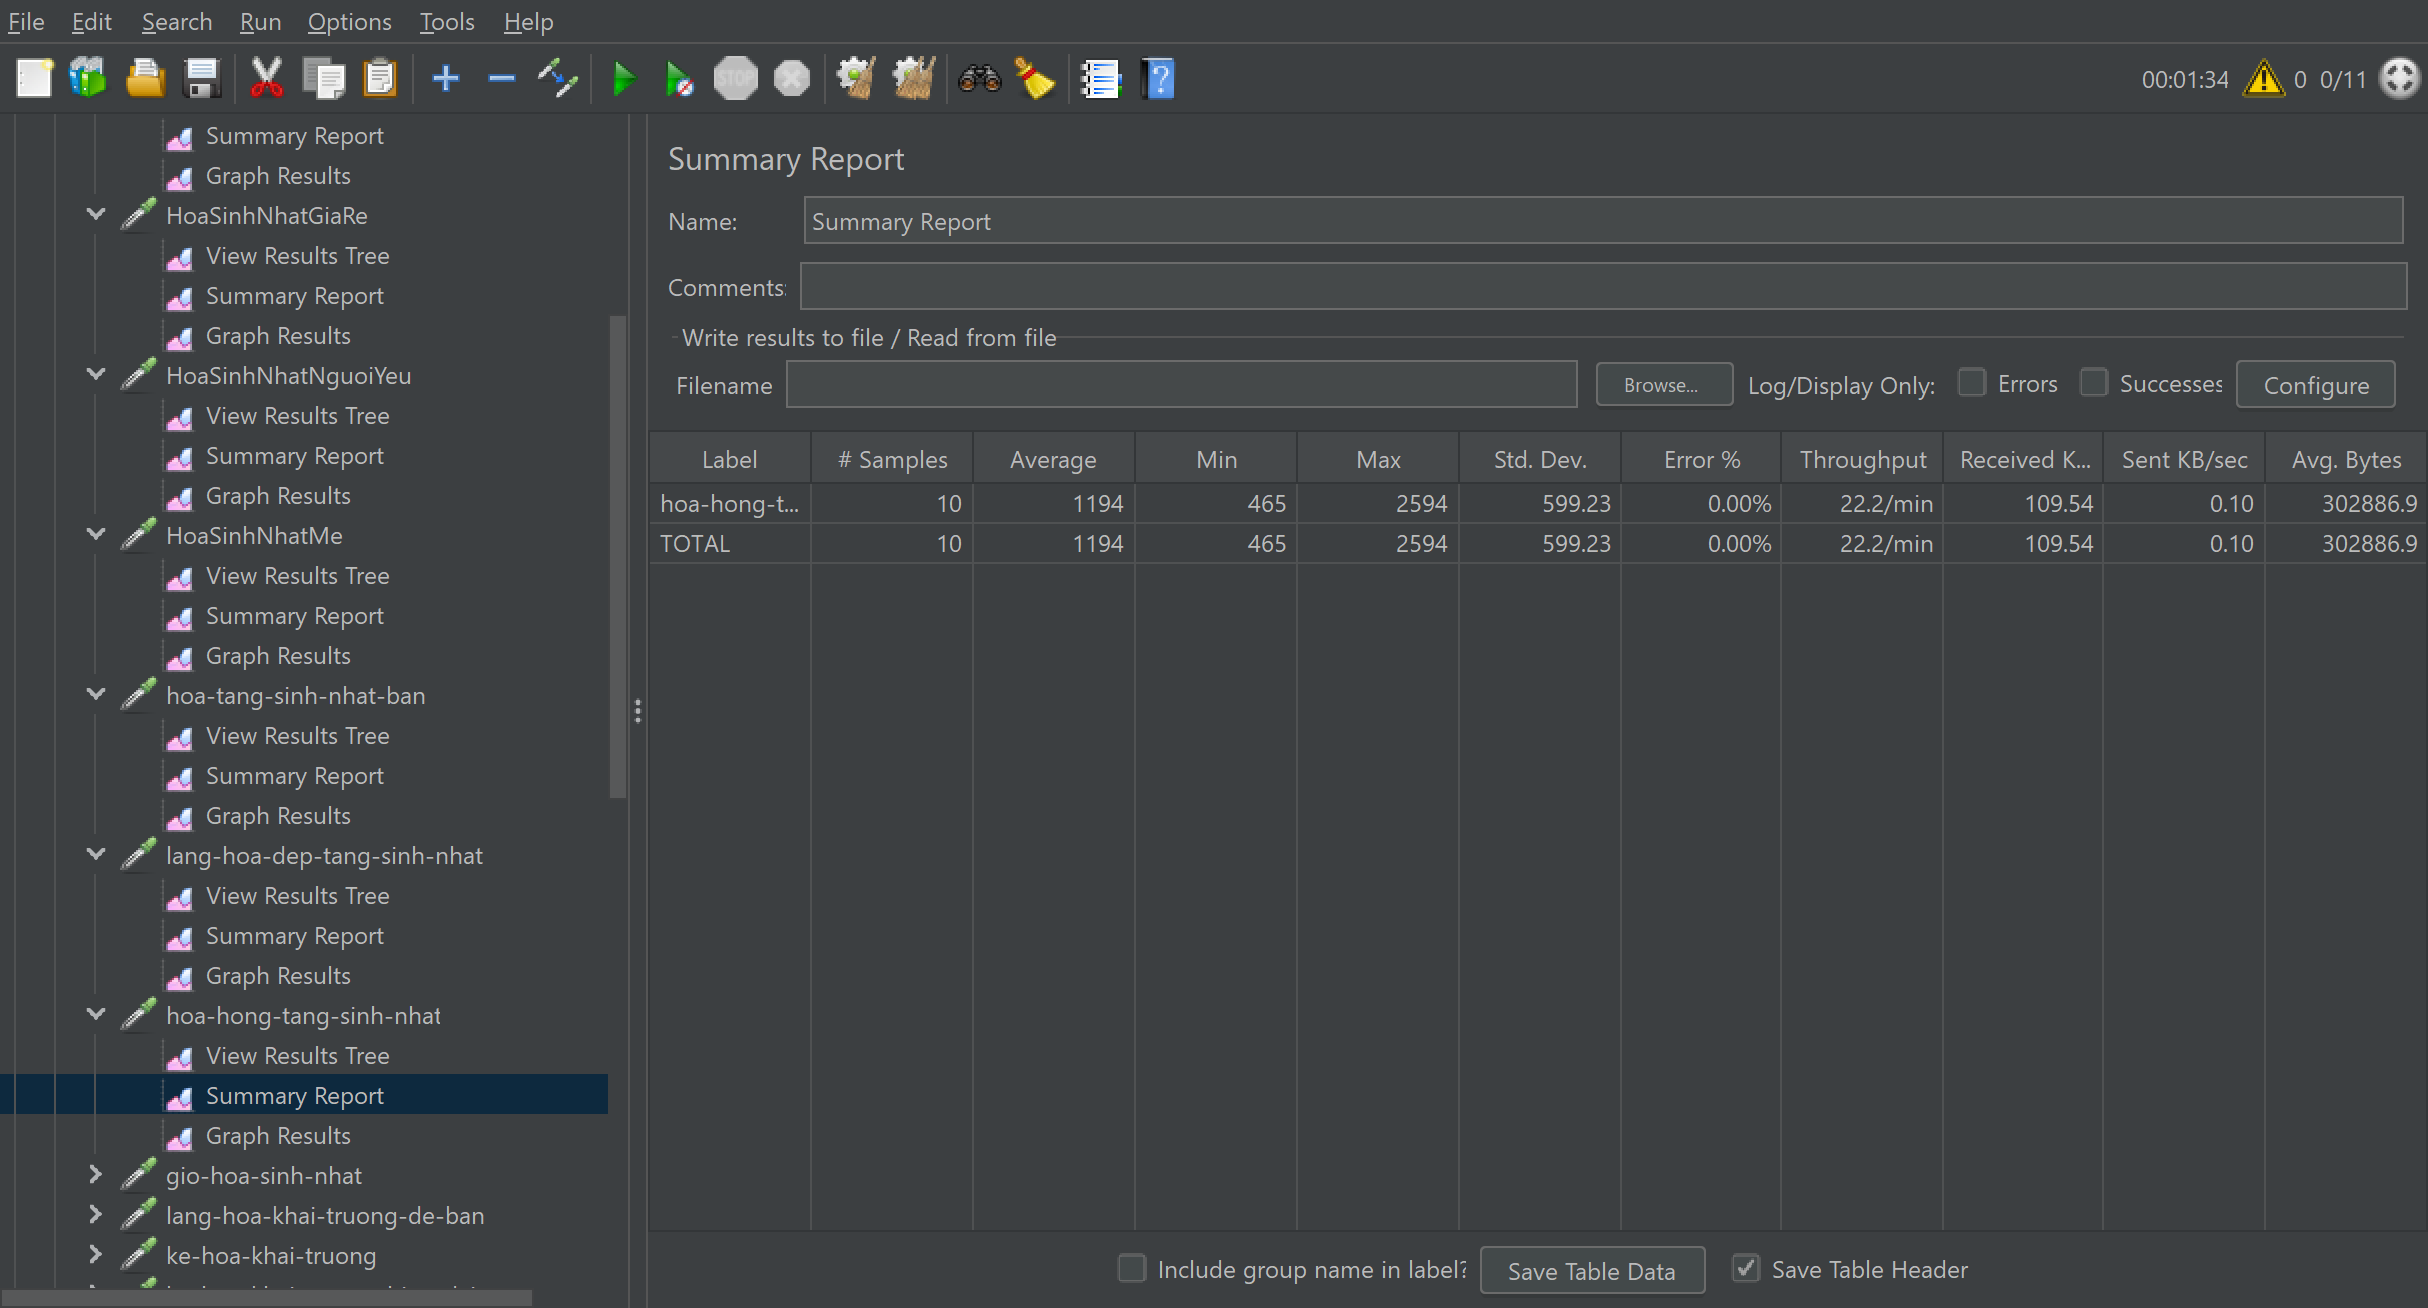 File Edit Search Run Options Tools Help
STOP
00:01:34 0 0/11
Summary Report
Graph Results
HoaSinhNhatGiaRe
View Results Tree
Summary Report
Graph Results
HoaSinhNhatNguoiYeu
View Results Tree
Summary Report
Graph Results
HoaSinhNhatMe
View Results Tree
Summary Report
Graph Results
hoa-tang-sinh-nhat-ban
View Results Tree
Summary Report
Graph Results
lang-hoa-dep-tang-sinh-nhat
View Results Tree
Summary Report
Graph Results
hoa-hong-tang-sinh-nhat
View Results Tree
Summary Report
Graph Results
gio-hoa-sinh-nhat
lang-hoa-khai-truong-de-ban
ke-hoa-khai-truong
Summary Report
Name: Summary Report
Comments:
Write results to file / Read from file
Filename Browse... Log/Display Only: Errors Successes Configure
Label # Samples Average Min Max Std. Dev. Error % Throughput Received K... Sent KB/sec Avg. Bytes
hoa-hong-t... 10 1194 465 2594 599.23 0.00% 22.2/min 109.54 0.10 302886.9
TOTAL 10 1194 465 2594 599.23 0.00% 22.2/min 109.54 0.10 302886.9
Include group name in label? Save Table Data Save Table Header